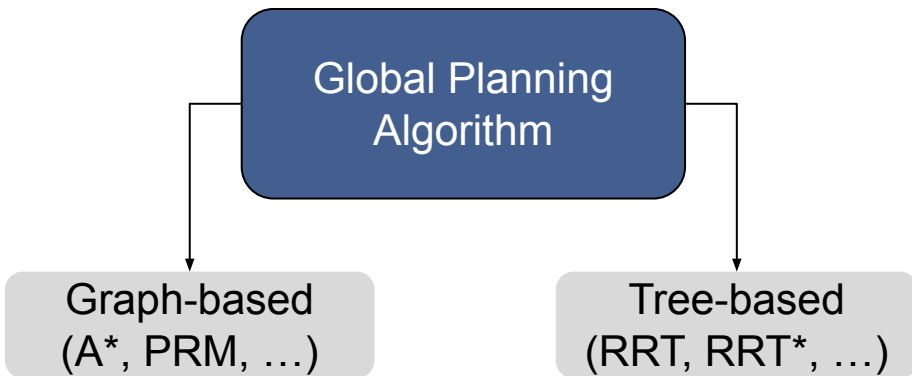 Global Planning
Algorithm
Graph-based
(A*, PRM, …)
Tree-based
(RRT, RRT*, …)